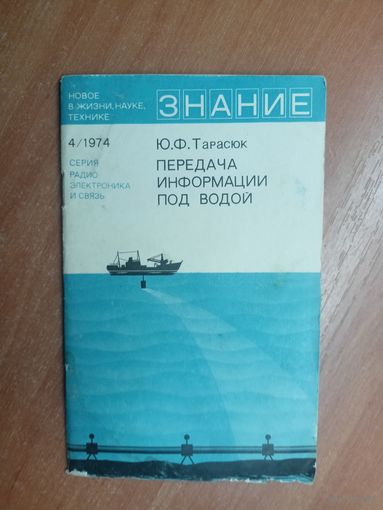 НОВОЕ
В ЖИЗНИ, НАУКЕ,
ТЕХНИКЕ
ЗНАНИЕ
4/1974
СЕРИЯ
РАДИО
ЭЛЕКТРОНИКА
И СВЯЗЬ
Ю.Ф. Тарасюк
ПЕРЕДАЧА
ИНФОРМАЦИИ
ПОД ВОДОЙ